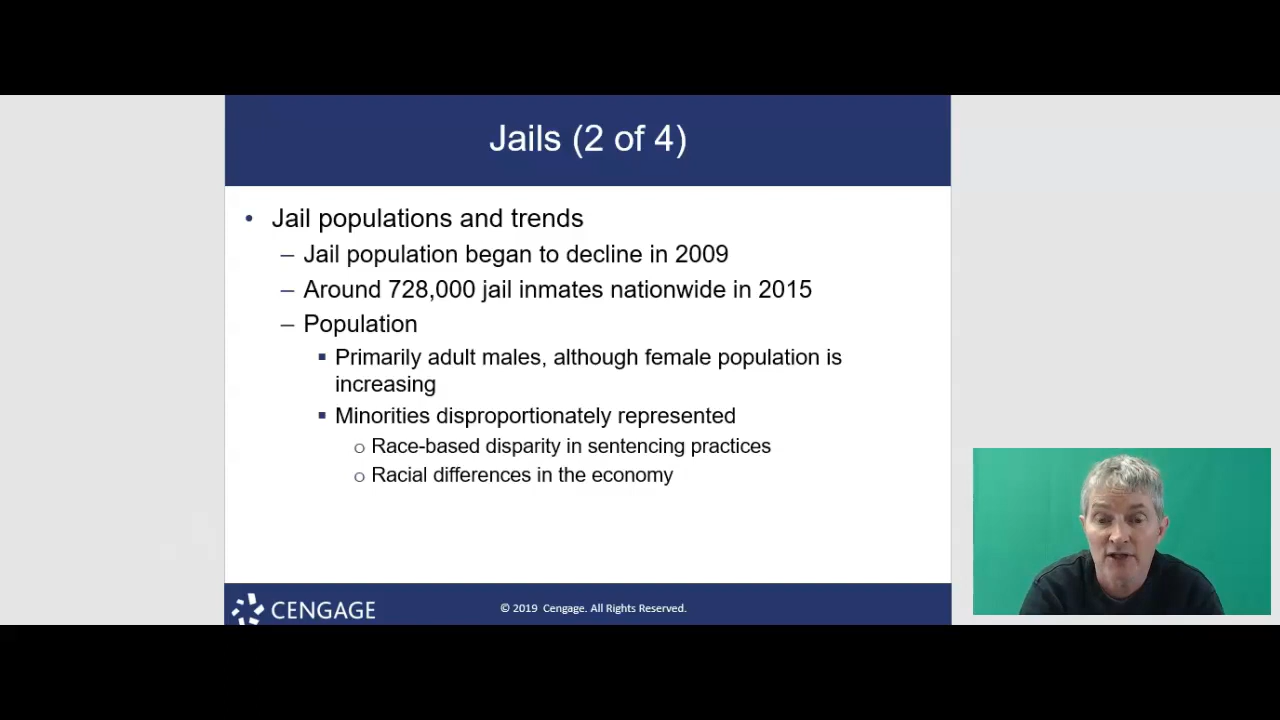 Jails (2 of 4)
• Jail populations and trends
– Jail population began to decline in 2009
– Around 728,000 jail inmates nationwide in 2015
– Population
▪ Primarily adult males, although female population is
increasing
▪ Minorities disproportionately represented
o Race-based disparity in sentencing practices
o Racial differences in the economy
CENGAGE
© 2019 Cengage. All Rights Reserved.